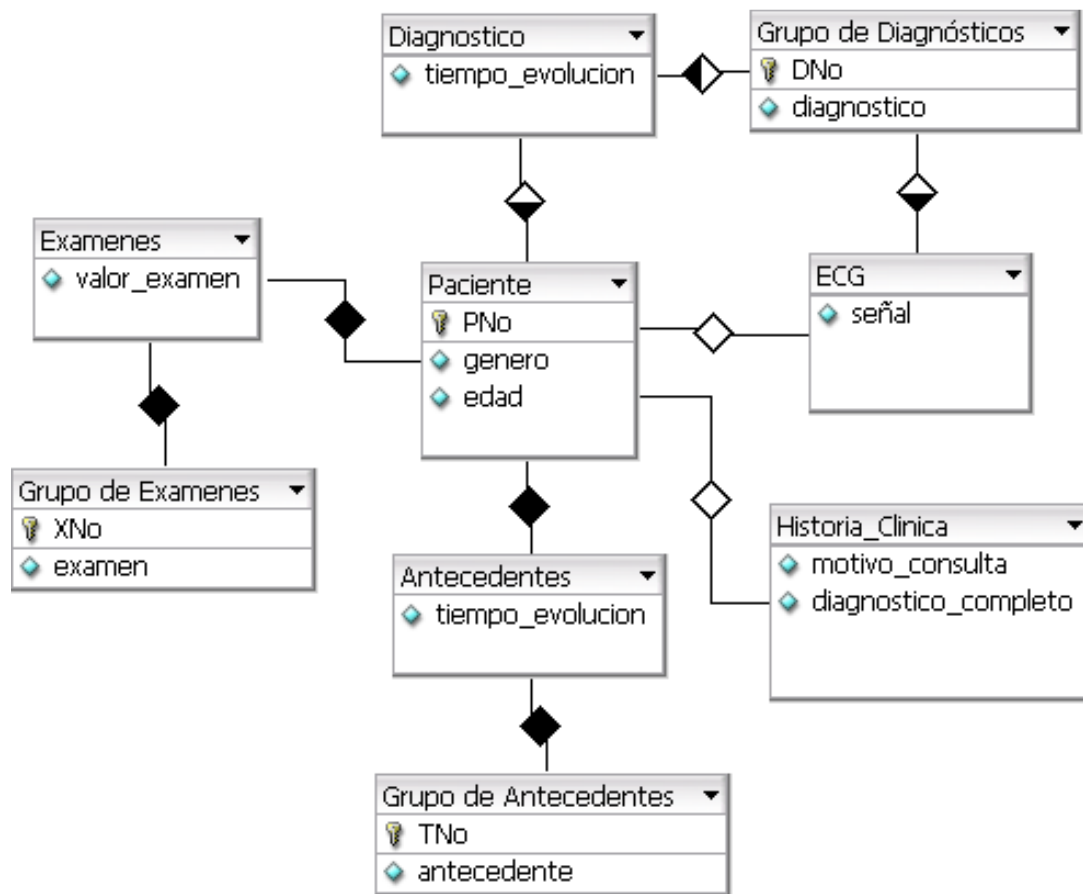 Diagnostico
tiempo_evolucion
Grupo de Diagnósticos
DNo
diagnostico
Examenes
valor_examen
Paciente
PNo
genero
edad
ECG
señal
Grupo de Examenes
XNo
examen
Historia_Clinica
motivo_consulta
diagnostico_completo
Antecedentes
tiempo_evolucion
Grupo de Antecedentes
TNo
antecedente